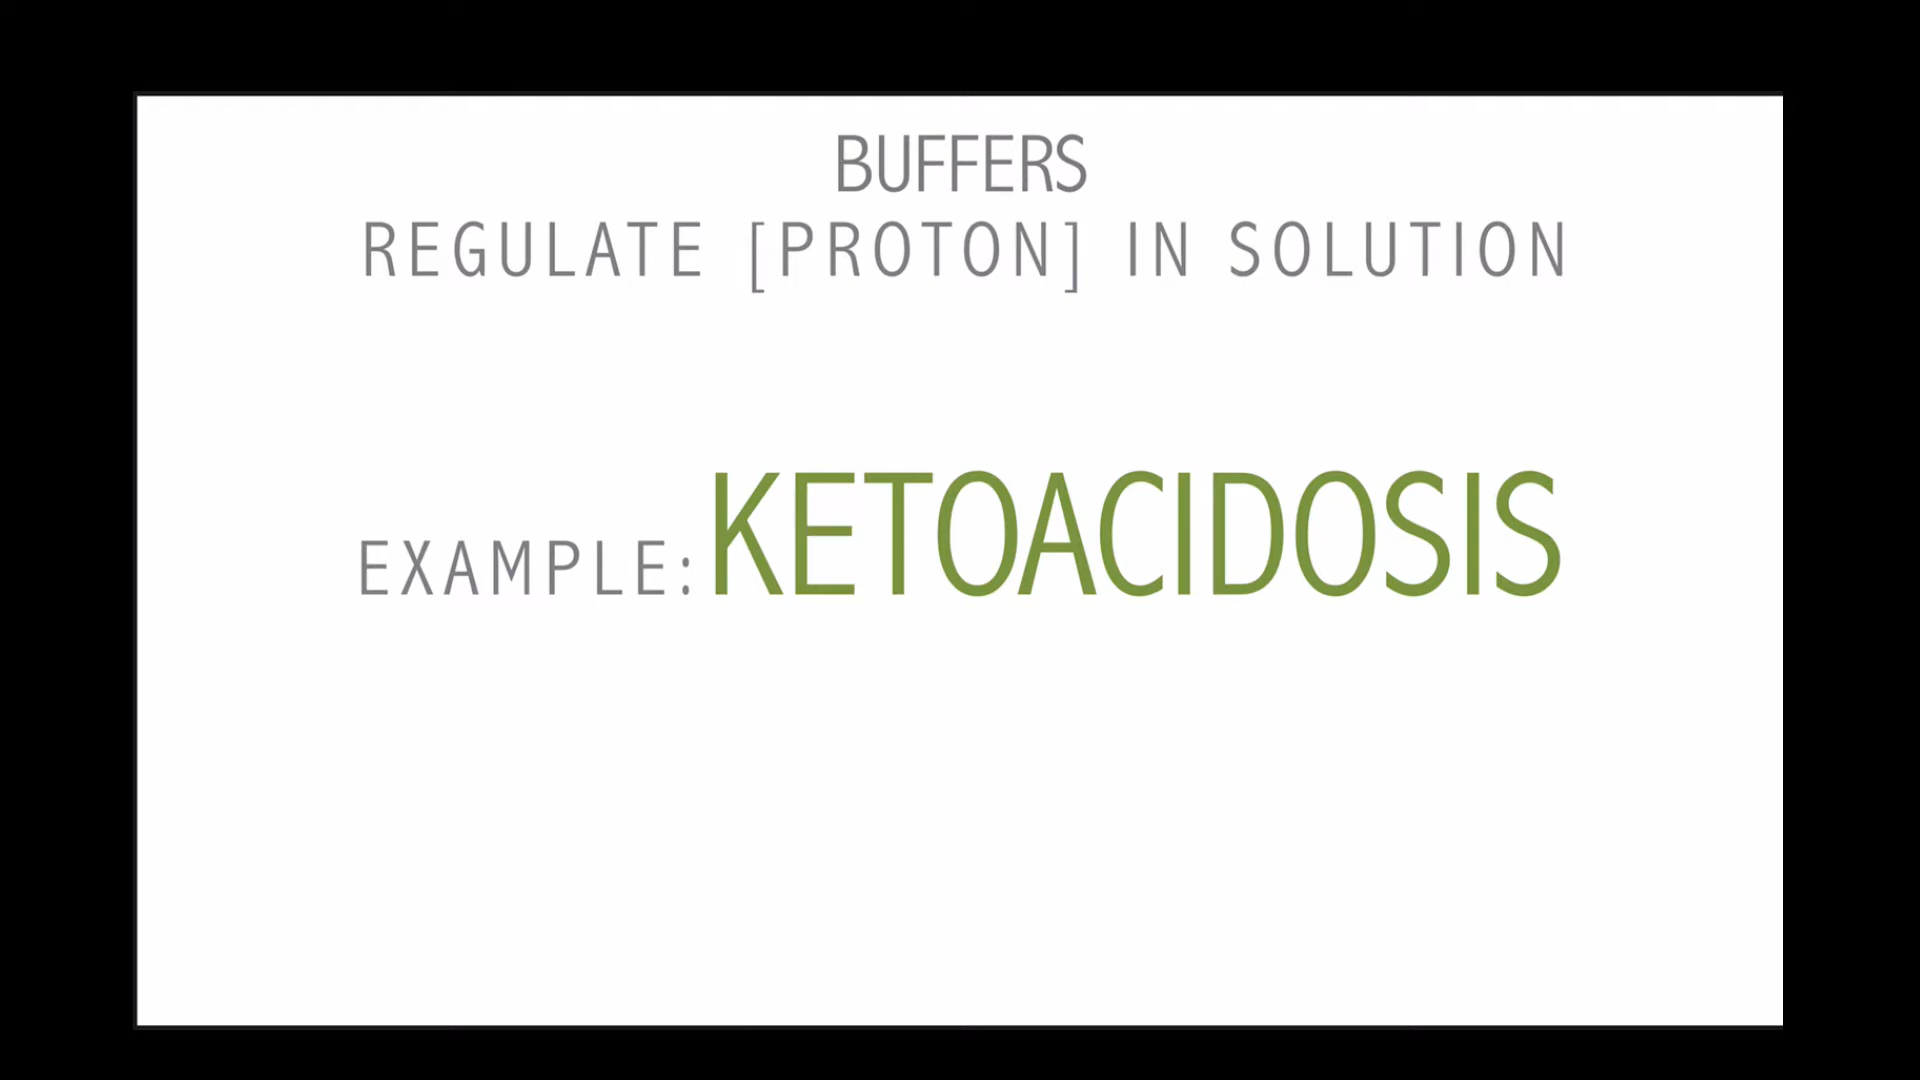 BUFFERS
REGULATE [PROTON] IN SOLUTION
EXAMPLE: KETOACIDOSIS